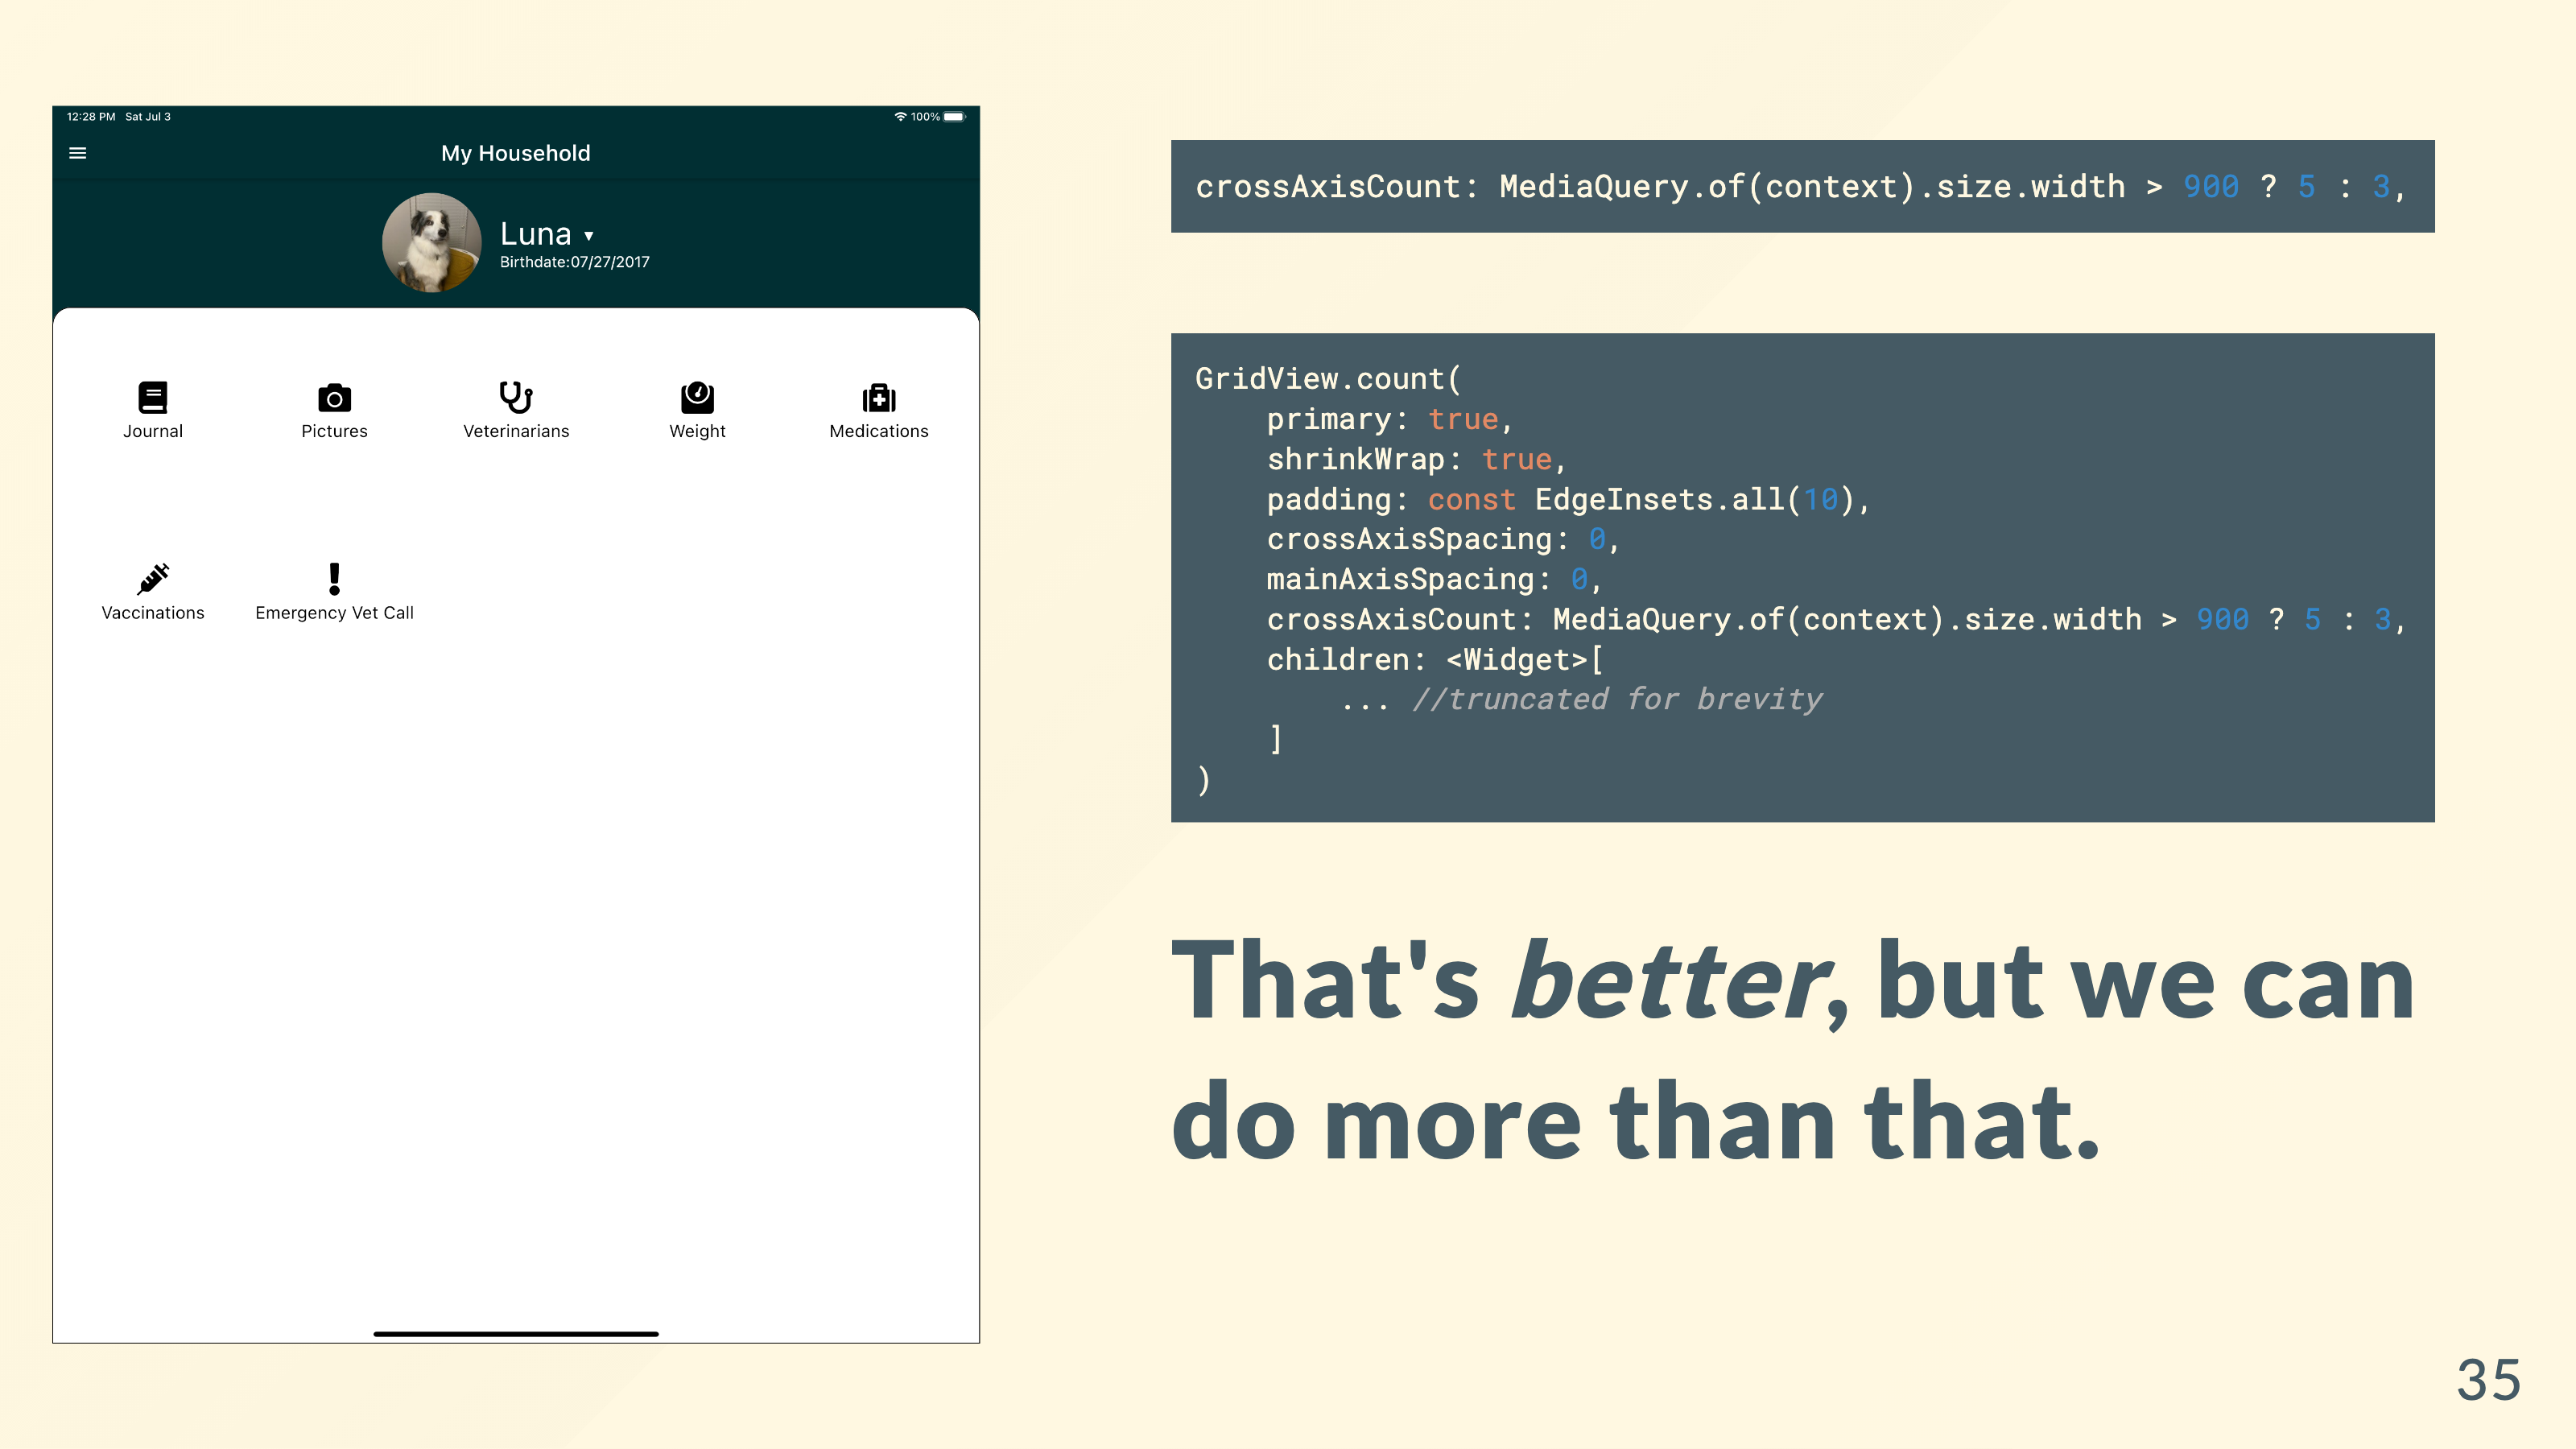 12:28 PM Sat Jul 3
100%
My Household
Luna ▾
Birthdate:07/27/2017
Journal
Pictures
Veterinarians
Weight
Medications
Vaccinations
Emergency Vet Call
crossAxisCount: MediaQuery.of(context).size.width > 900 ? 5 : 3,
GridView.count(
    primary: true,
    shrinkWrap: true,
    padding: const EdgeInsets.all(10),
    crossAxisSpacing: 0,
    mainAxisSpacing: 0,
    crossAxisCount: MediaQuery.of(context).size.width > 900 ? 5 : 3,
    children: <Widget>[
        ... //truncated for brevity
    ]
)
That's better, but we can
do more than that.
35